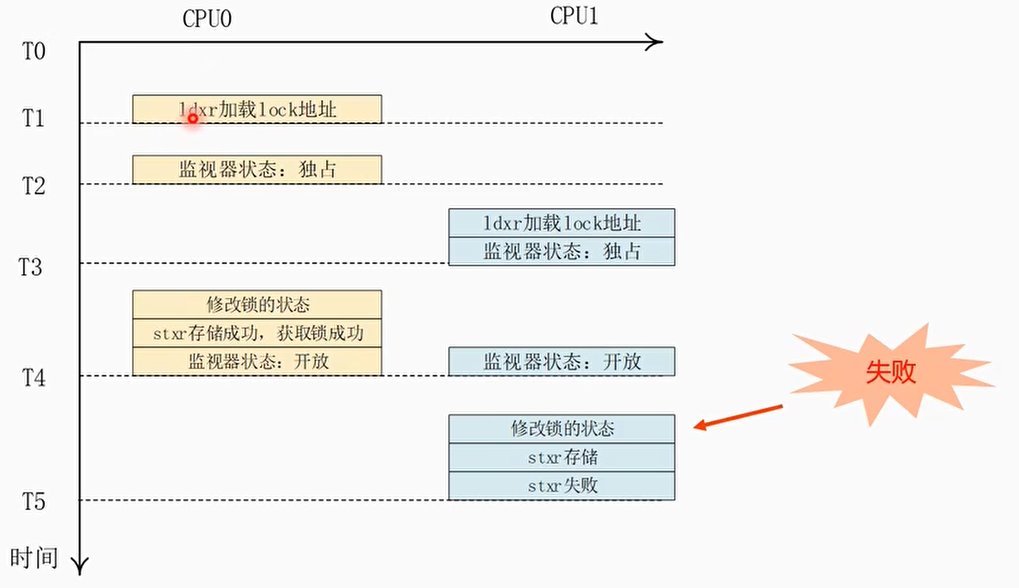 CPU0
CPU1
T0
T1
ldxr加载lock地址
T2
监视器状态：独占
ldxr加载lock地址
监视器状态：独占
T3
修改锁的状态
stxr存储成功，获取锁成功
监视器状态：开放
监视器状态：开放
T4
失败
修改锁的状态
stxr存储
stxr失败
T5
时间